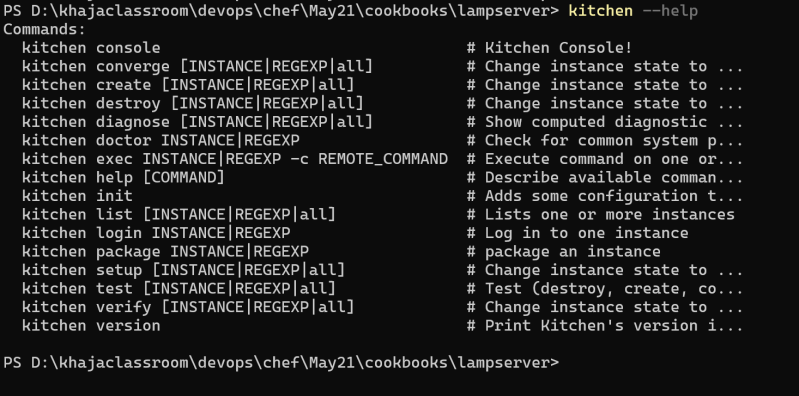 PS D:\khajaclassroom\devops\chef\May21\cookbooks\lampserver> kitchen --help
Commands:
  kitchen console                                 # Kitchen Console!
  kitchen converge [INSTANCE|REGEXP|all]          # Change instance state to ...
  kitchen create [INSTANCE|REGEXP|all]            # Change instance state to ...
  kitchen destroy [INSTANCE|REGEXP|all]           # Change instance state to ...
  kitchen diagnose [INSTANCE|REGEXP|all]          # Show computed diagnostic ...
  kitchen doctor INSTANCE|REGEXP                  # Check for common system p...
  kitchen exec INSTANCE|REGEXP -c REMOTE_COMMAND  # Execute command on one or...
  kitchen help [COMMAND]                          # Describe available comman...
  kitchen init                                    # Adds some configuration t...
  kitchen list [INSTANCE|REGEXP|all]              # Lists one or more instances
  kitchen login INSTANCE|REGEXP                   # Log in to one instance
  kitchen package INSTANCE|REGEXP                 # package an instance
  kitchen setup [INSTANCE|REGEXP|all]             # Change instance state to ...
  kitchen test [INSTANCE|REGEXP|all]              # Test (destroy, create, co...
  kitchen verify [INSTANCE|REGEXP|all]            # Change instance state to ...
  kitchen version                                 # Print Kitchen's version i...
PS D:\khajaclassroom\devops\chef\May21\cookbooks\lampserver>